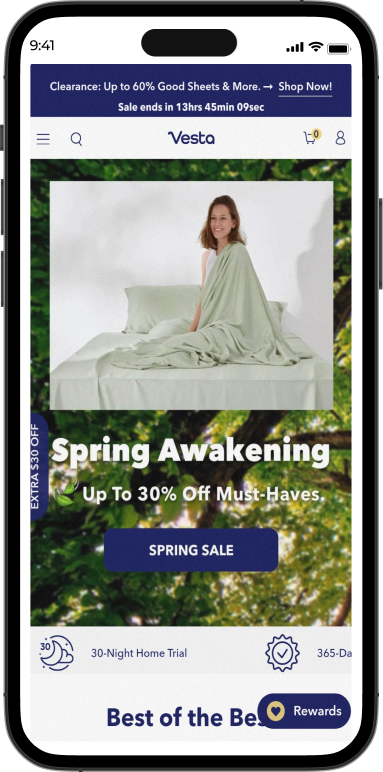 9:41
Clearance: Up to 60% Good Sheets & More. → Shop Now!
Sale ends in 13hrs 45min 09sec
Vesta
0
Spring Awakening
EXTRA $30 OFF
Up To 30% Off Must-Haves.
SPRING SALE
30
30-Night Home Trial
365-Da
Best of the Bes
Rewards